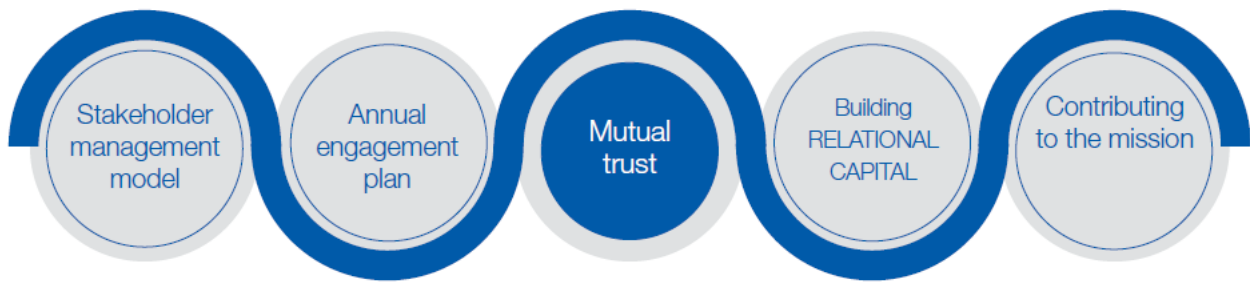 Stakeholder
management
model
Annual
engagement
plan
Mutual
trust
Building
RELATIONAL
CAPITAL
Contributing
to the mission